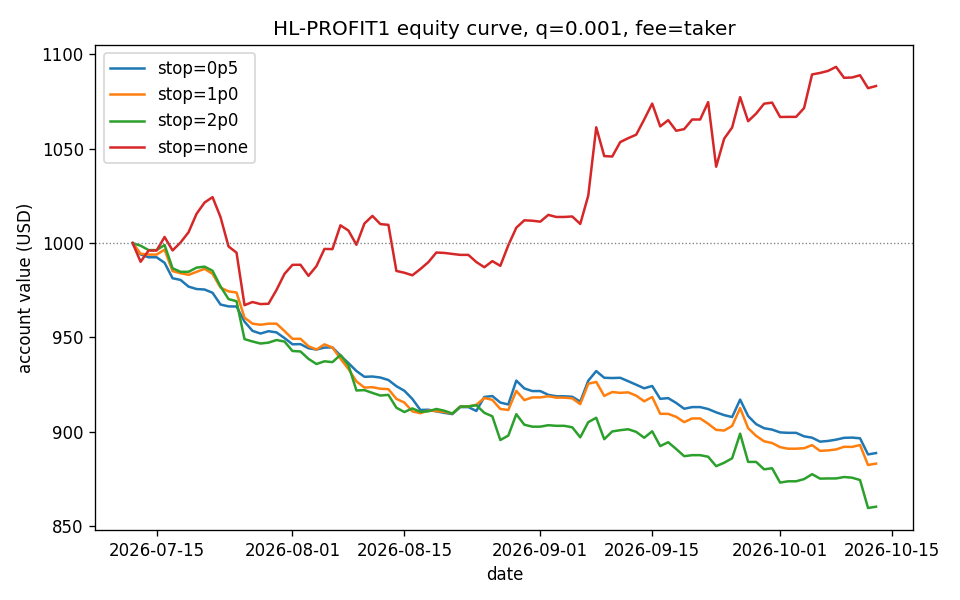 HL-PROFIT1 equity curve, q=0.001, fee=taker
stop=0p5
stop=1p0
stop=2p0
stop=none
1100
1050
1000
950
900
850
account value (USD)
2026-07-15
2026-08-01
2026-08-15
2026-09-01
2026-09-15
2026-10-01
2026-10-15
date